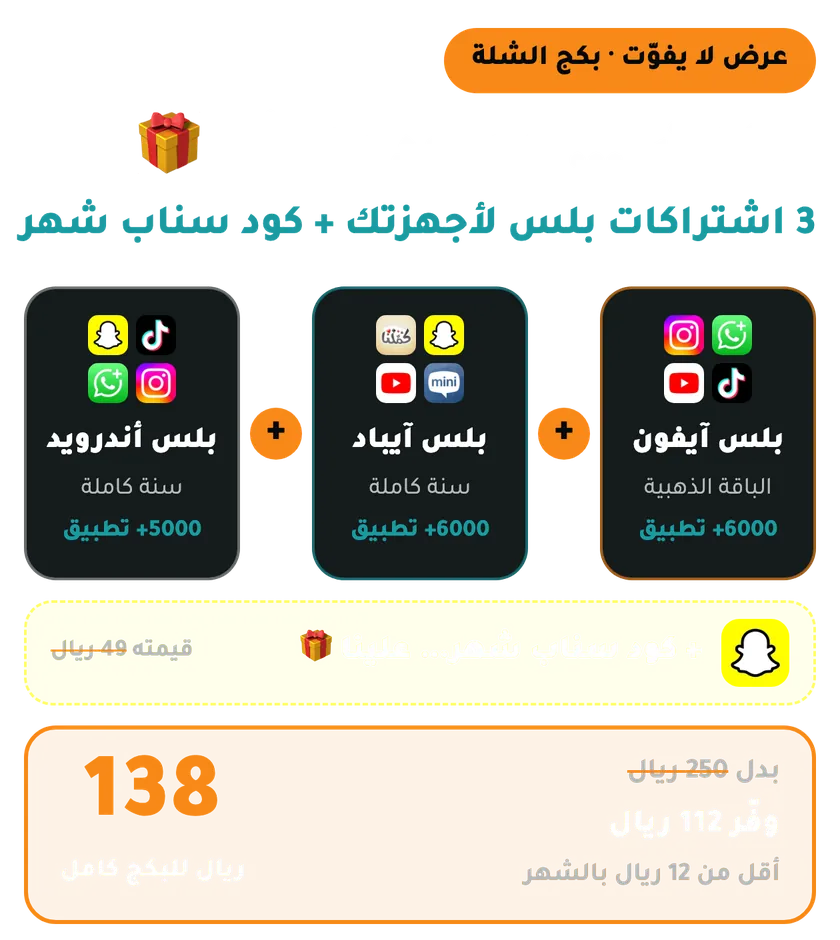 عرض لا يفوّت · بكج الشلة
3 اشتراكات بلس لأجهزتك + كود سناب شهر
بلس آيفون
الباقة الذهبية
+6000 تطبيق
+
mini
بلس آيباد
سنة كاملة
+6000 تطبيق
+
بلس أندرويد
سنة كاملة
+5000 تطبيق
+ كود سناب شهر.. علينا
قيمته 49 ريال
بدل 250 ريال
وفّر 112 ريال
أقل من 12 ريال بالشهر
138
ريال للبكج كامل